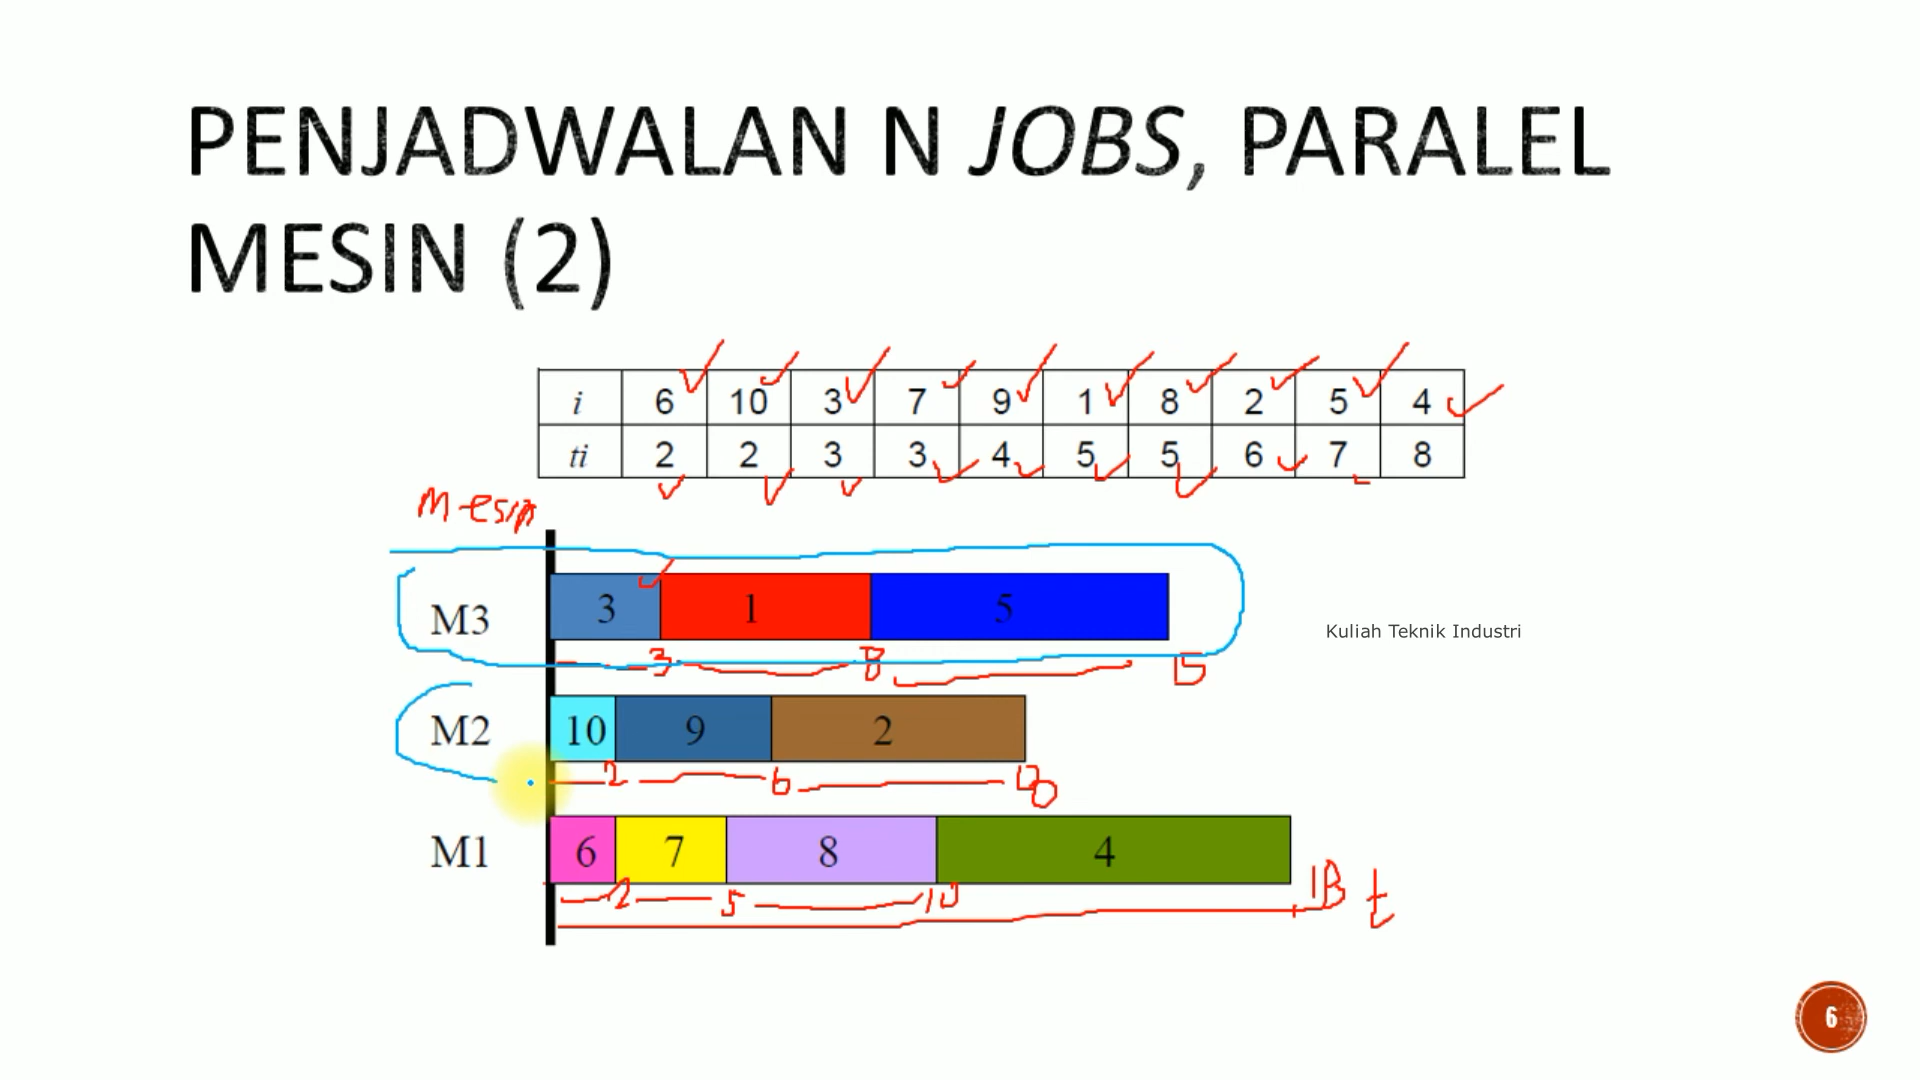 PENJADWALAN N JOBS, PARALEL
MESIN (2)
i 6 10 3 7 9 1 8 2 5 4
ti 2 2 3 3 4 5 5 6 7 8
Mesin
M3 3 1 5
3 8 15
Kuliah Teknik Industri
M2 10 9 2
2 6
M1 6 7 8 4
2 5 10 18 t
6